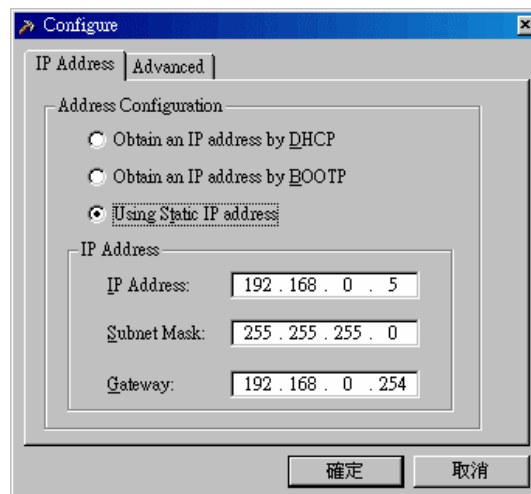 Configure
IP Address
Advanced
Address Configuration
Obtain an IP address by DHCP
Obtain an IP address by BOOTP
Using Static IP address
IP Address
IP Address: 192 . 168 . 0 . 5
Subnet Mask: 255 . 255 . 255 . 0
Gateway: 192 . 168 . 0 . 254
確定
取消